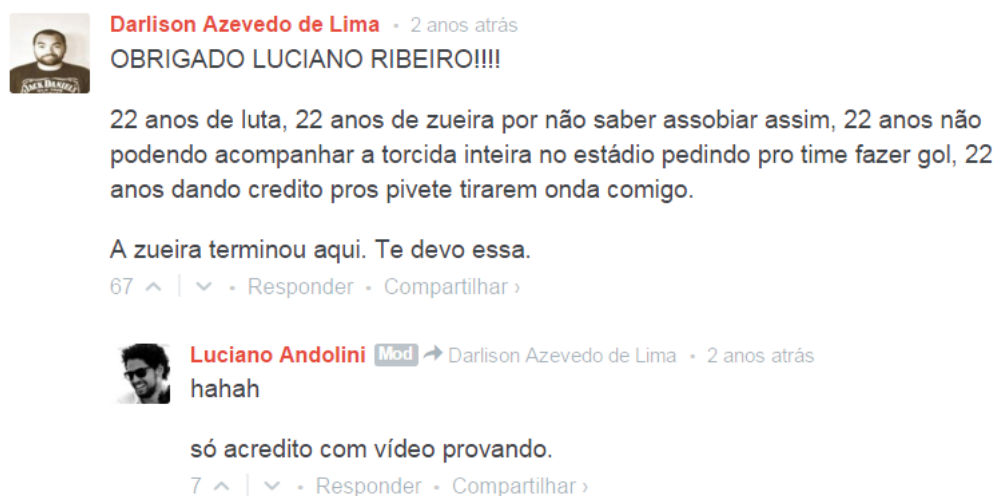 Darlison Azevedo de Lima • 2 anos atrás
OBRIGADO LUCIANO RIBEIRO!!!!
22 anos de luta, 22 anos de zueira por não saber assobiar assim, 22 anos não
podendo acompanhar a torcida inteira no estádio pedindo pro time fazer gol, 22
anos dando credito pros pivete tirarem onda comigo.
A zueira terminou aqui. Te devo essa.
67 • Responder • Compartilhar ›
Luciano Andolini Mod Darlison Azevedo de Lima • 2 anos atrás
hahah
só acredito com vídeo provando.
7 • Responder • Compartilhar ›
JACK DANIEL'S